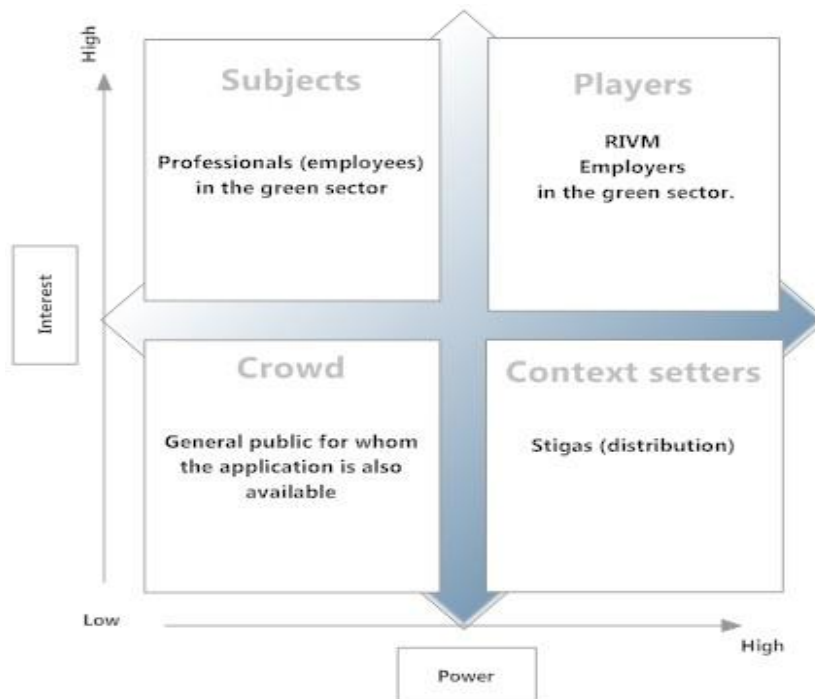 High
Subjects
Professionals (employees)
in the green sector
Players
RIVM
Employers
in the green sector.
Interest
Crowd
General public for whom
the application is also
available
Context setters
Stigas (distribution)
Low
High
Power